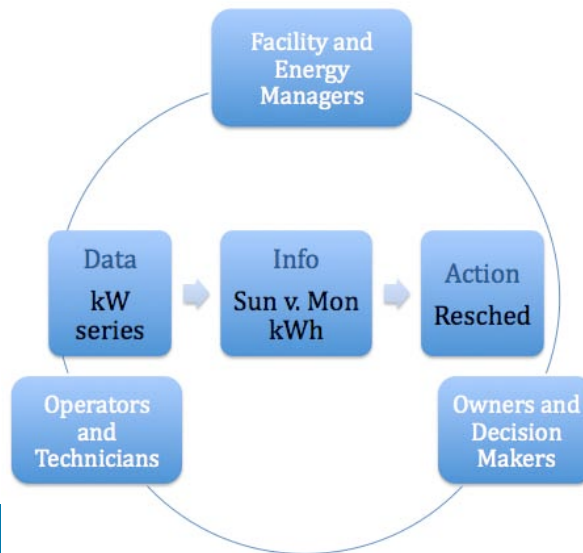 Facility and
Energy
Managers
Data
kW
series
Info
Sun v. Mon
kWh
Action
Resched
Operators
and
Technicians
Owners and
Decision
Makers